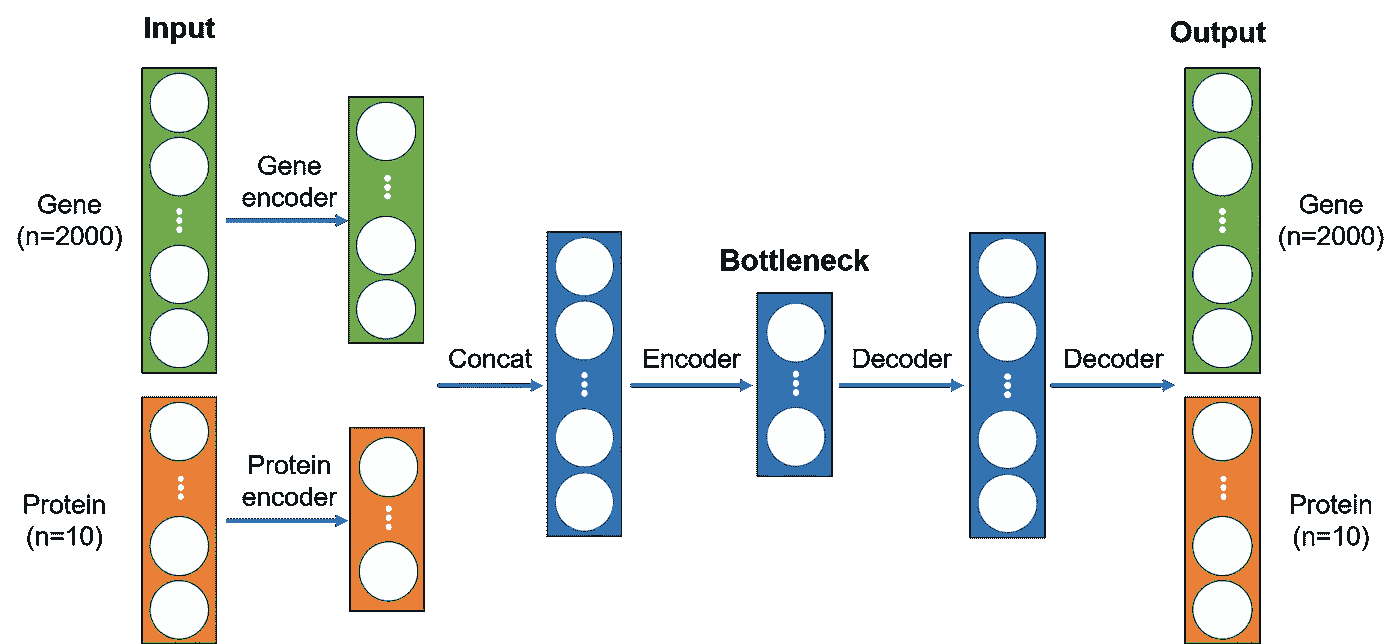 Input
Output
Gene
encoder
Gene
(n=2000)
Gene
(n=2000)
Bottleneck
Concat
Encoder
Decoder
Decoder
Protein
encoder
Protein
(n=10)
Protein
(n=10)